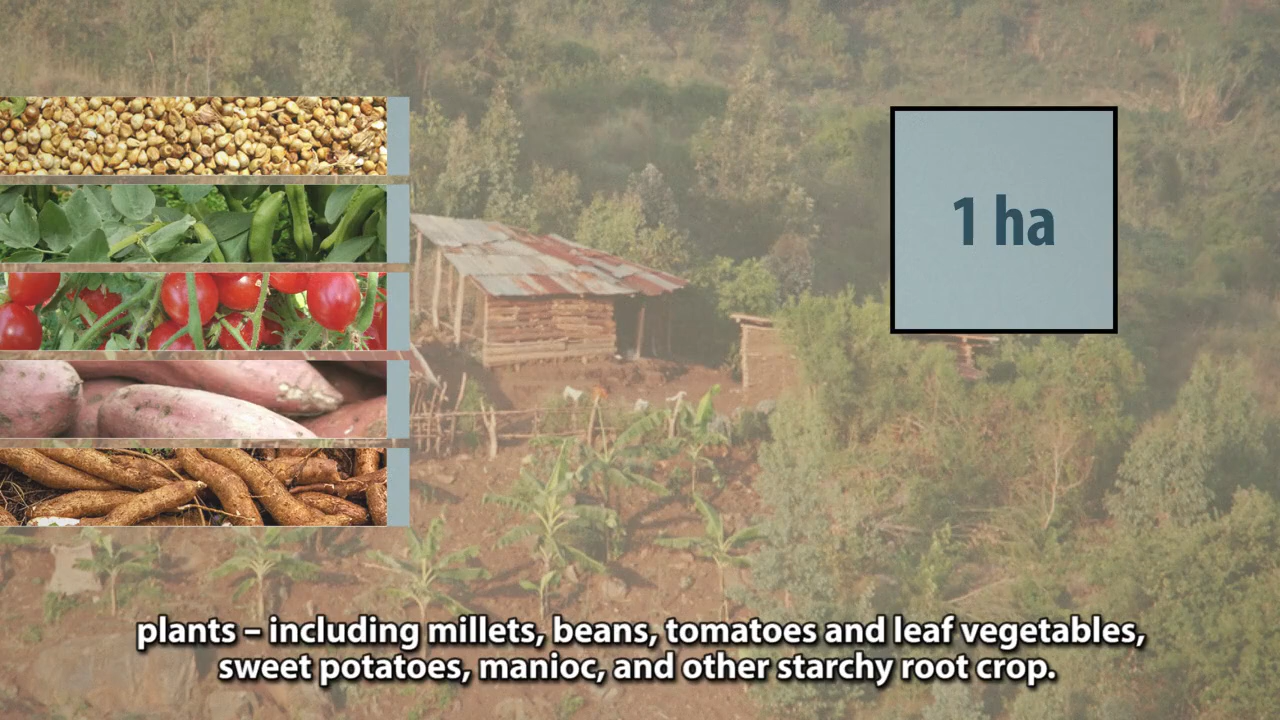 1 ha
plants – including millets, beans, tomatoes and leaf vegetables,
sweet potatoes, manioc, and other starchy root crop.